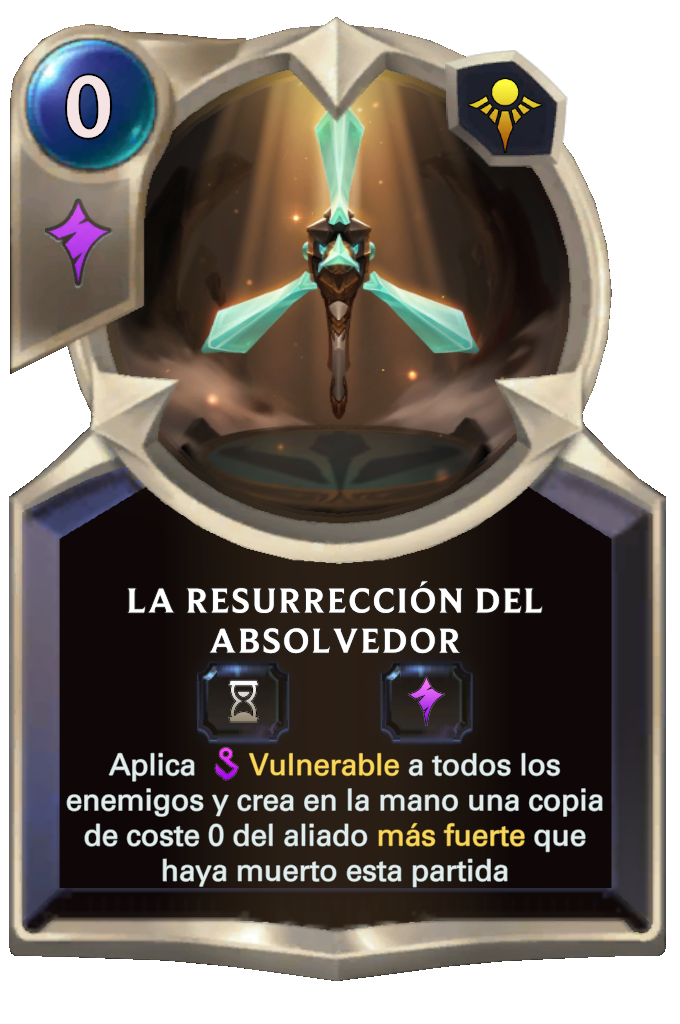 0
LA RESURRECCIÓN DEL
ABSOLVEDOR
Aplica Vulnerable a todos los
enemigos y crea en la mano una copia
de coste 0 del aliado más fuerte que
haya muerto esta partida